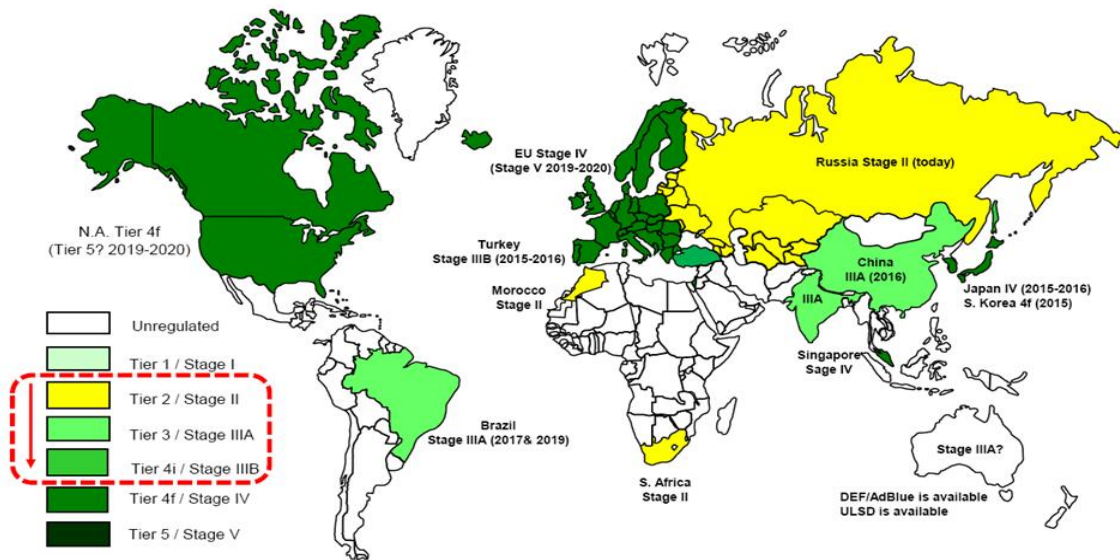 EU Stage IV
(Stage V 2019-2020)
Russia Stage II (today)
N.A. Tier 4f
(Tier 5? 2019-2020)
Turkey
Stage IIIB (2015-2016)
China
IIIA (2016)
Morocco
Stage II
IIIA
Japan IV (2015-2016)
S. Korea 4f (2015)
Singapore
Sage IV
Brazil
Stage IIIA (2017& 2019)
S. Africa
Stage II
Stage IIIA?
DEF/AdBlue is available
ULSD is available
Unregulated
Tier 1 / Stage I
Tier 2 / Stage II
Tier 3 / Stage IIIA
Tier 4i / Stage IIIB
Tier 4f / Stage IV
Tier 5 / Stage V